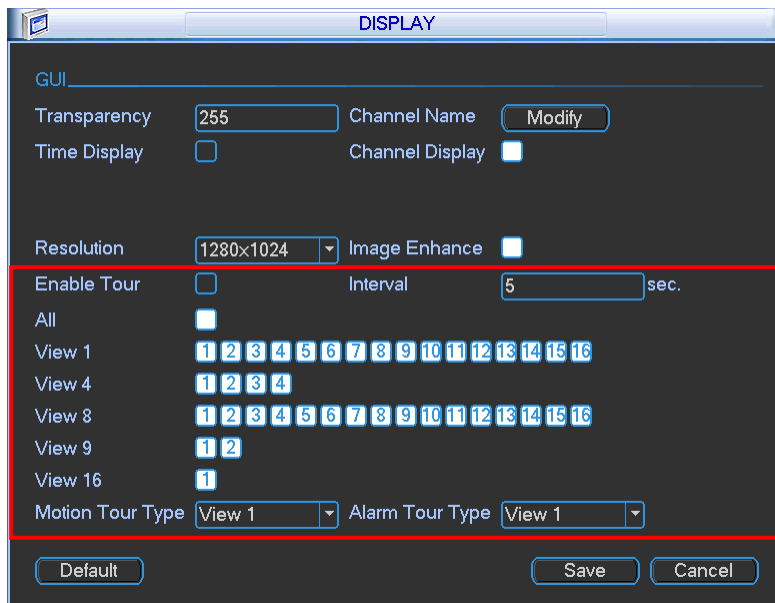 DISPLAY
GUI
Transparency 255 Channel Name Modify
Time Display Channel Display
Resolution 1280×1024 Image Enhance
Enable Tour Interval 5 sec.
All
View 1 1 2 3 4 5 6 7 8 9 10 11 12 13 14 15 16
View 4 1 2 3 4
View 8 1 2 3 4 5 6 7 8 9 10 11 12 13 14 15 16
View 9 1 2
View 16 1
Motion Tour Type View 1 Alarm Tour Type View 1
Default Save Cancel